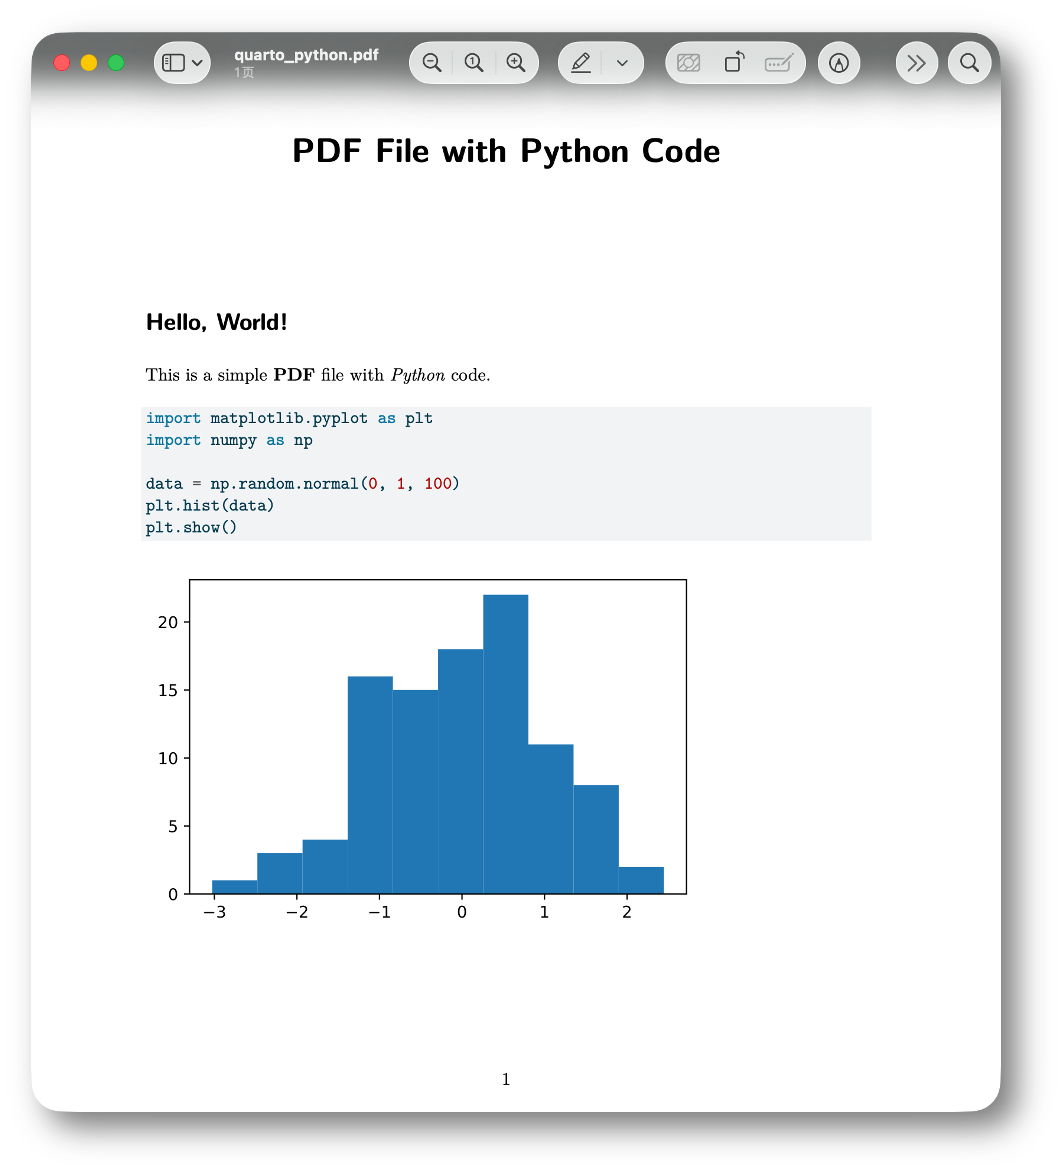 quarto_python.pdf
1页
PDF File with Python Code
Hello, World!
This is a simple PDF file with Python code.
import matplotlib.pyplot as plt
import numpy as np
data = np.random.normal(0, 1, 100)
plt.hist(data)
plt.show()
20
15
10
5
0
−3 −2 −1 0 1 2
1